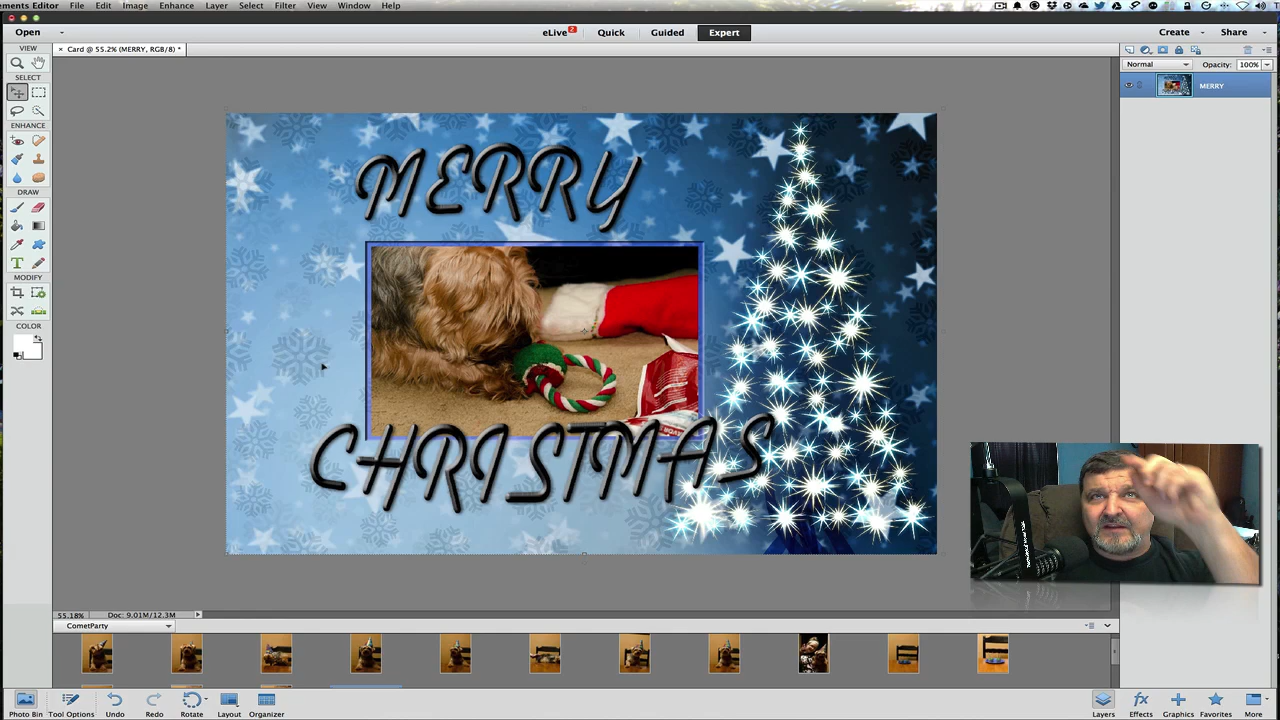 ements Editor File Edit Image Enhance Layer Select Filter View Window Help
Open eLive 2 Quick Guided Expert Create Share
VIEW
× Card @ 55.2% (MERRY, RGB/8) *
Normal Opacity: 100%
SELECT
MERRY
ENHANCE
DRAW
MODIFY
COLOR
MERRY
CHRISTMAS
55.18% Doc: 9.01M/12.3M
CometParty
Photo Bin Tool Options Undo Redo Rotate Layout Organizer Layers Effects Graphics Favorites More